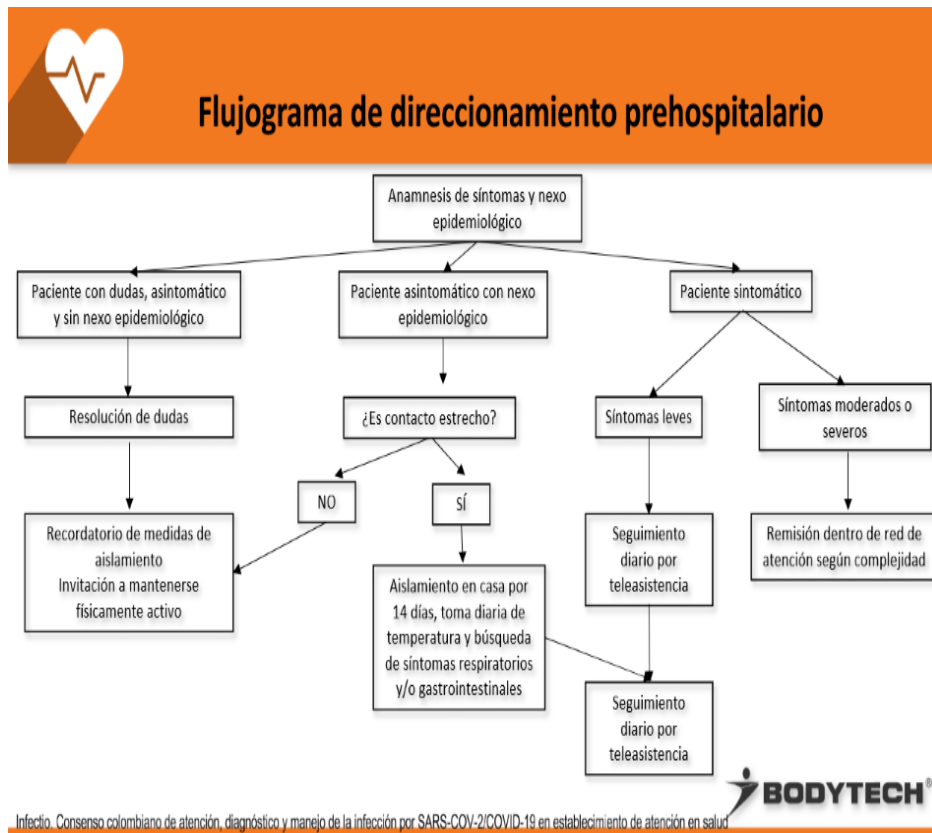 Flujograma de direccionamiento prehospitalario
Anamnesis de síntomas y nexo
epidemiológico
Paciente con dudas, asintomático
y sin nexo epidemiológico
Paciente asintomático con nexo
epidemiológico
Paciente sintomático
Resolución de dudas
¿Es contacto estrecho?
Síntomas leves
Síntomas moderados o
severos
NO
SÍ
Recordatorio de medidas de
aislamiento
Invitación a mantenerse
físicamente activo
Aislamiento en casa por
14 días, toma diaria de
temperatura y búsqueda
de síntomas respiratorios
y/o gastrointestinales
Seguimiento
diario por
teleasistencia
Remisión dentro de red de
atención según complejidad
Seguimiento
diario por
teleasistencia
BODYTECH®
Infectio. Consenso colombiano de atención, diagnóstico y manejo de la infección por SARS-COV-2/COVID-19 en establecimiento de atención en salud